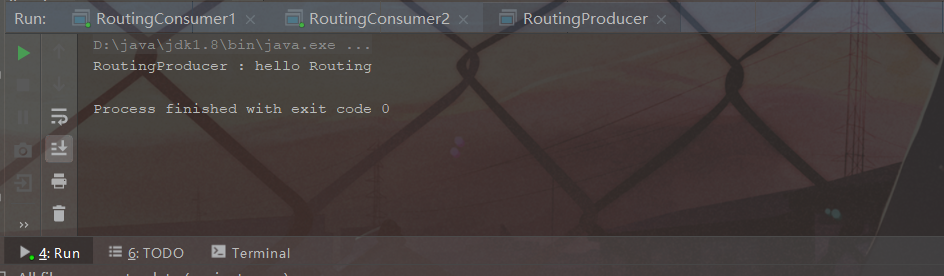 Run: RoutingConsumer1 × RoutingConsumer2 × RoutingProducer ×
D:\java\jdk1.8\bin\java.exe ...
RoutingProducer : hello Routing
Process finished with exit code 0
»
4: Run 6: TODO Terminal